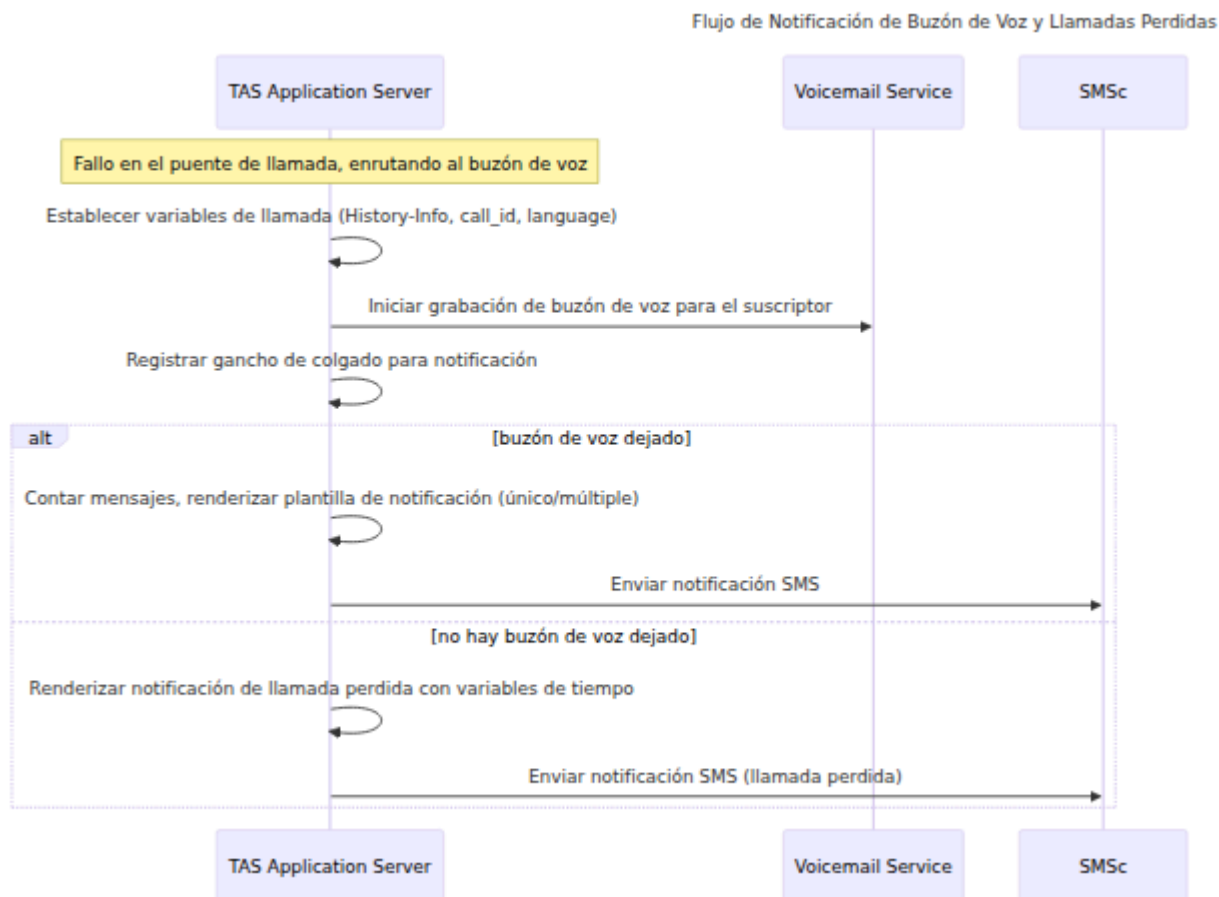 Flujo de Notificación de Buzón de Voz y Llamadas Perdidas
TAS Application Server
Voicemail Service
SMSc
Fallo en el puente de llamada, enrutando al buzón de voz
Establecer variables de llamada (History-Info, call_id, language)
Iniciar grabación de buzón de voz para el suscriptor
Registrar gancho de colgado para notificación
alt
[buzón de voz dejado]
Contar mensajes, renderizar plantilla de notificación (único/múltiple)
Enviar notificación SMS
[no hay buzón de voz dejado]
Renderizar notificación de llamada perdida con variables de tiempo
Enviar notificación SMS (llamada perdida)
TAS Application Server
Voicemail Service
SMSc